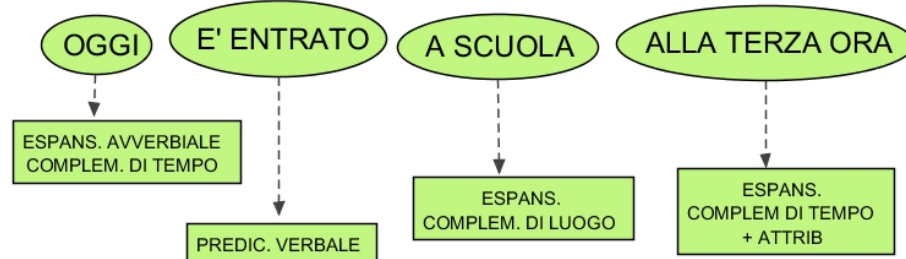 OGGI
E' ENTRATO
A SCUOLA
ALLA TERZA ORA
ESPANS. AVVERBIALE
COMPLEM. DI TEMPO
PREDIC. VERBALE
ESPANS.
COMPLEM. DI LUOGO
ESPANS.
COMPLEM DI TEMPO
+ ATTRIB